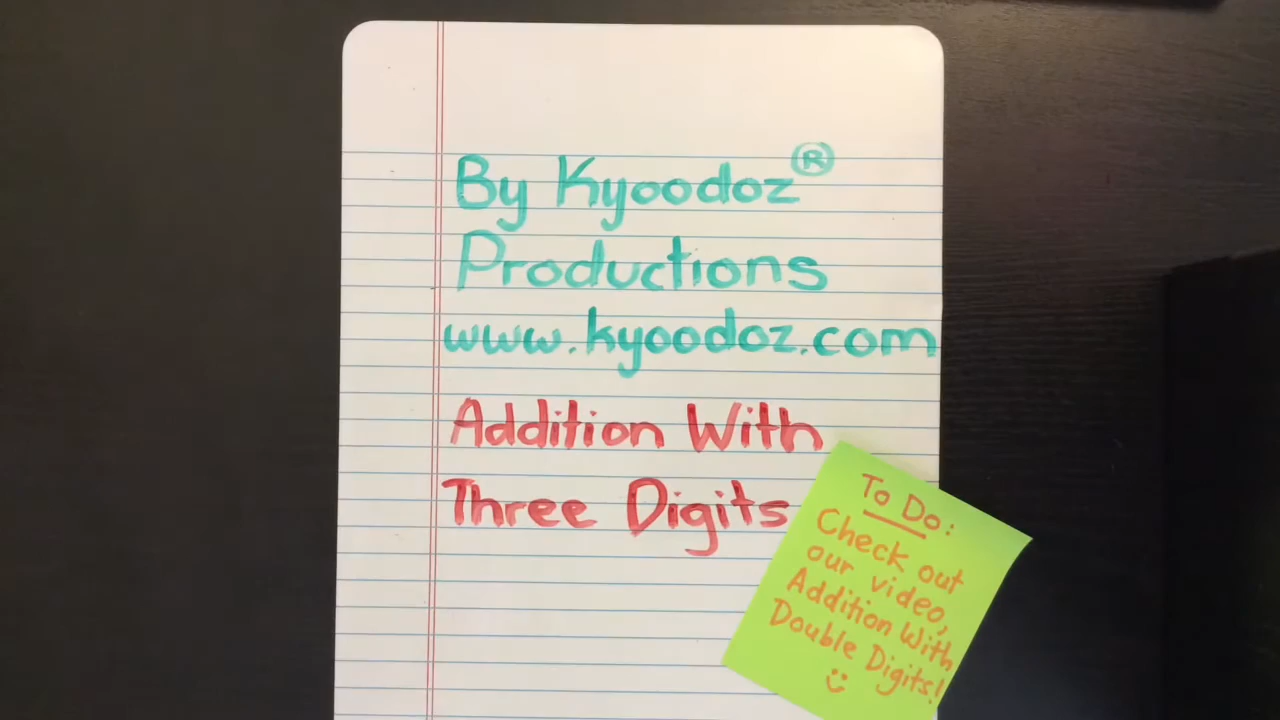 By Kyoodoz®
Productions
www.kyoodoz.com
Addition With
Three Digits
To Do:
Check out
our video,
Addition With
Double Digits!